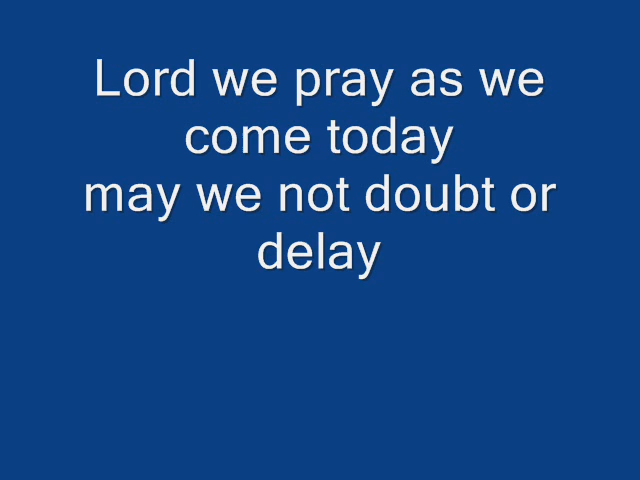 Lord we pray as we
come today
may we not doubt or
delay